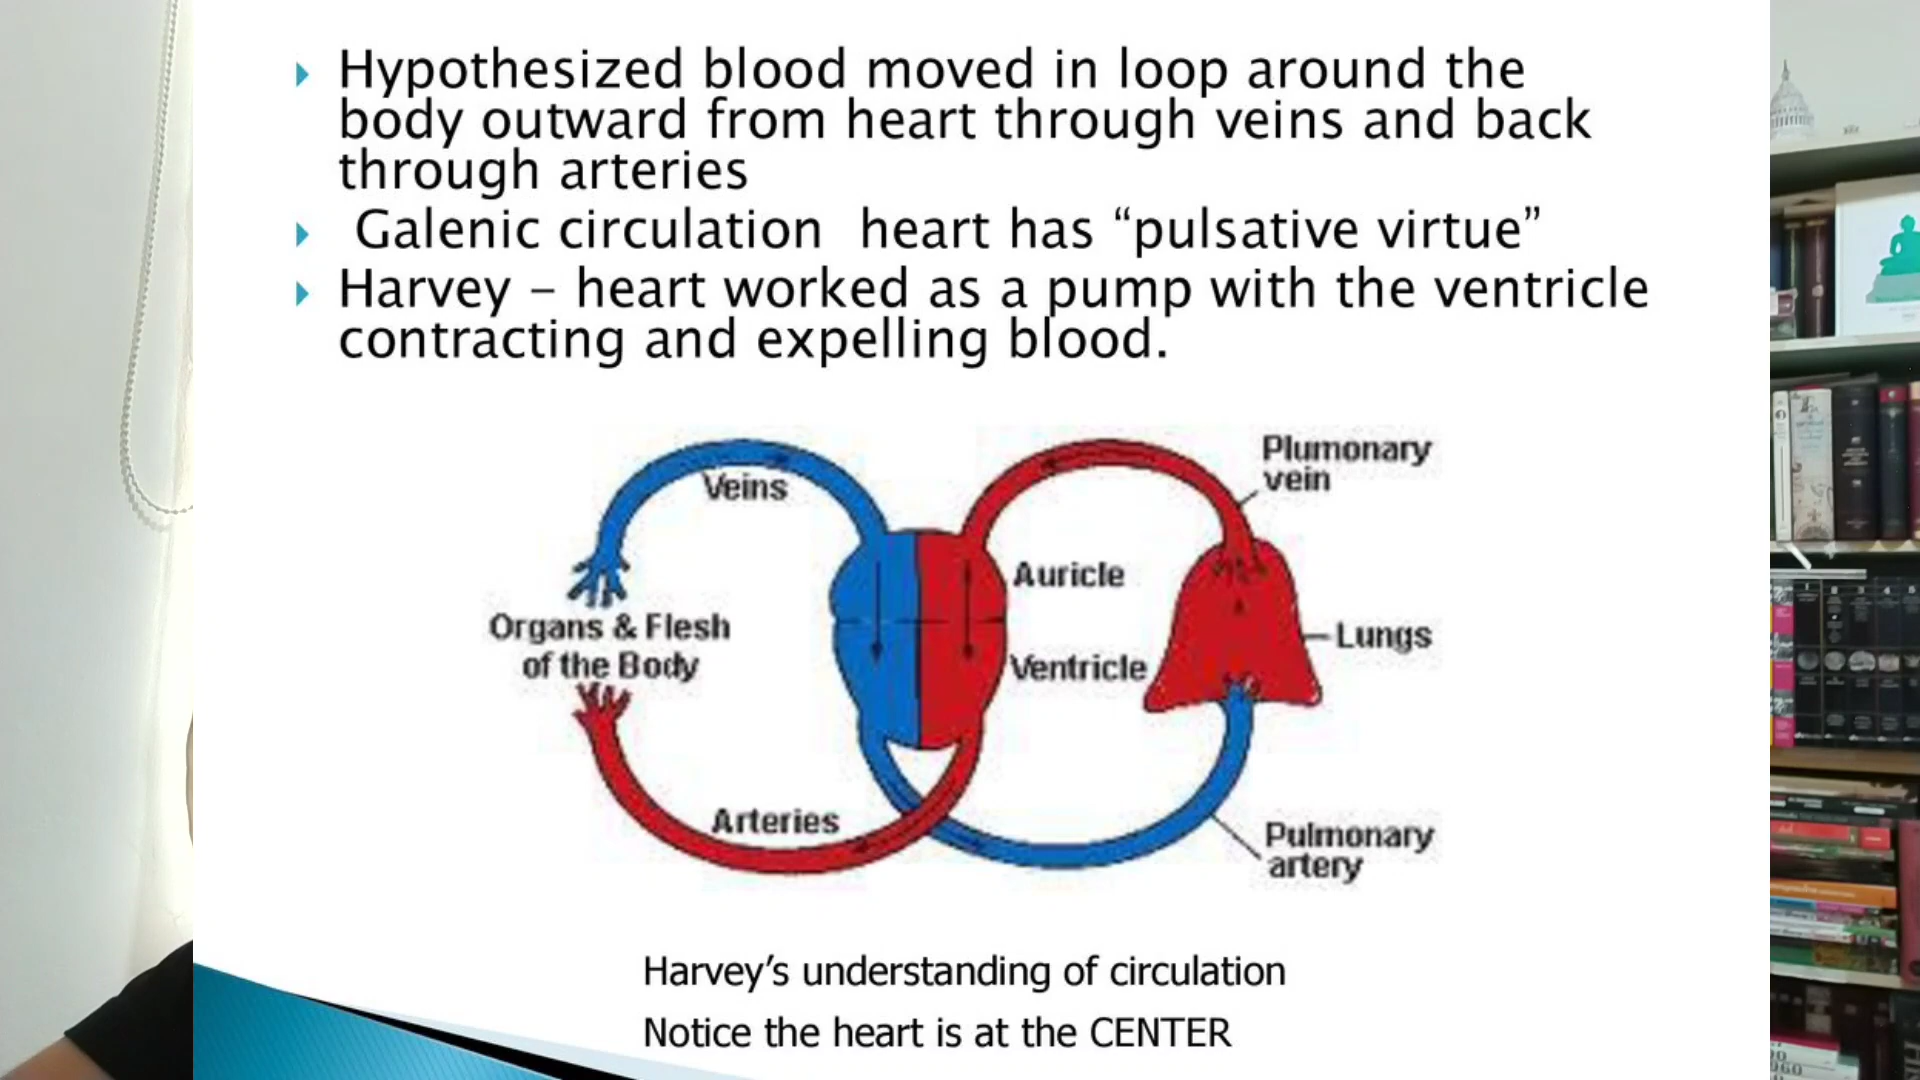 Hypothesized blood moved in loop around the
body outward from heart through veins and back
through arteries
Galenic circulation heart has “pulsative virtue”
Harvey – heart worked as a pump with the ventricle
contracting and expelling blood.
Plumonary
vein
Veins
Auricle
Organs & Flesh
of the Body
Lungs
Ventricle
Arteries
Pulmonary
artery
Harvey’s understanding of circulation
Notice the heart is at the CENTER